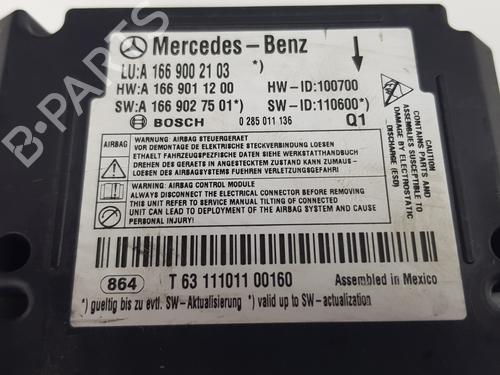 Mercedes-Benz
LU:A 166 900 21 03 *)
HW:A 166 901 12 00 HW-ID:100700
SW:A 166 902 75 01*) SW-ID:110600*)
BOSCH 0 285 011 136 Q1
AIRBAG
WARNUNG: AIRBAG STEUERGERAET
VOR DEMONTAGE DE ELEKTRISCHE STECKVERBINDUNG LOESEN
ENTHAELT FAHRZEUGSPEZIFISCHE DATEN SIEHE WERKSTATTHANDBUCH
DREHEN DES GERAETS IN ANGESTECKTEM ZUSTAND KANN ZUMAUS-
LOESEN DES AIRBAGSYSTEMS FUEHREN VERLETZUNGSGEFAHR!
WARNING: AIRBAG CONTROL MODULE
ALWAYS DISCONNECT THE ELECTRICAL CONNECTOR BEFORE REMOVING
THIS UNIT REFER TO SERVICE MANUAL TILTING OF CONNECTED
UNIT CAN LEAD TO DEPLOYMENT OF THE AIRBAG SYSTEM AND CAUSE
PERSONAL INJURY!
CAUTION
CONTAINS PARTS AND
ASSEMBLIES SUSCEPTIBLE TO
DAMAGE BY ELECTROSTATIC
DISCHARGE (ESD)
864 T 63 111011 00160 Assembled in Mexico
*) gueltig bis zu evtl. SW-Aktualisierung *) valid up to SW-actualization
B-PARTS